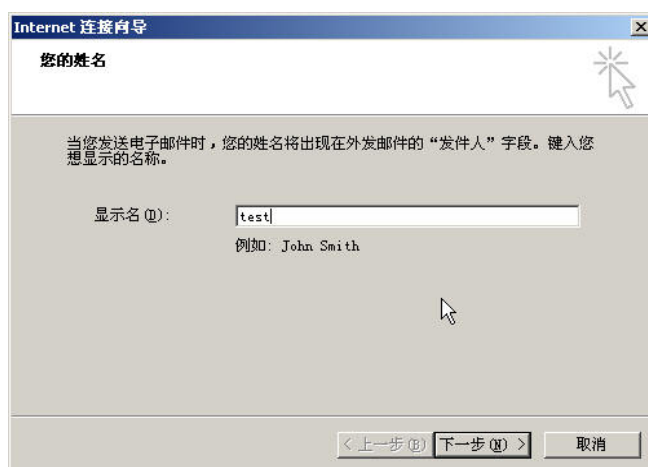 Internet 连接向导
您的姓名
当您发送电子邮件时，您的姓名将出现在外发邮件的“发件人”字段。键入您
想显示的名称。
显示名(D): test
例如: John Smith
< 上一步(B) 下一步(N) > 取消